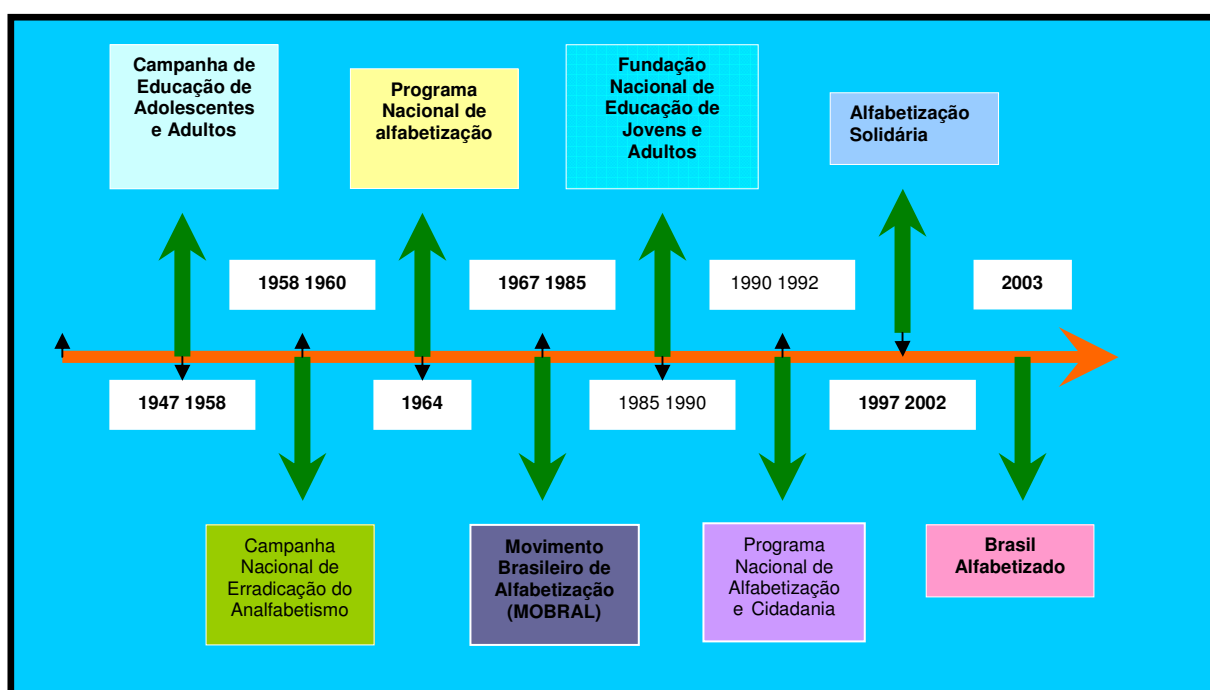 Campanha de
Educação de
Adolescentes
e Adultos
Programa
Nacional de
alfabetização
Fundação
Nacional de
Educação de
Jovens e
Adultos
Alfabetização
Solidária
1958 1960
1967 1985
1990 1992
2003
1947 1958
1964
1985 1990
1997 2002
Campanha
Nacional de
Erradicação do
Analfabetismo
Movimento
Brasileiro de
Alfabetização
(MOBRAL)
Programa
Nacional de
Alfabetização
e Cidadania
Brasil
Alfabetizado